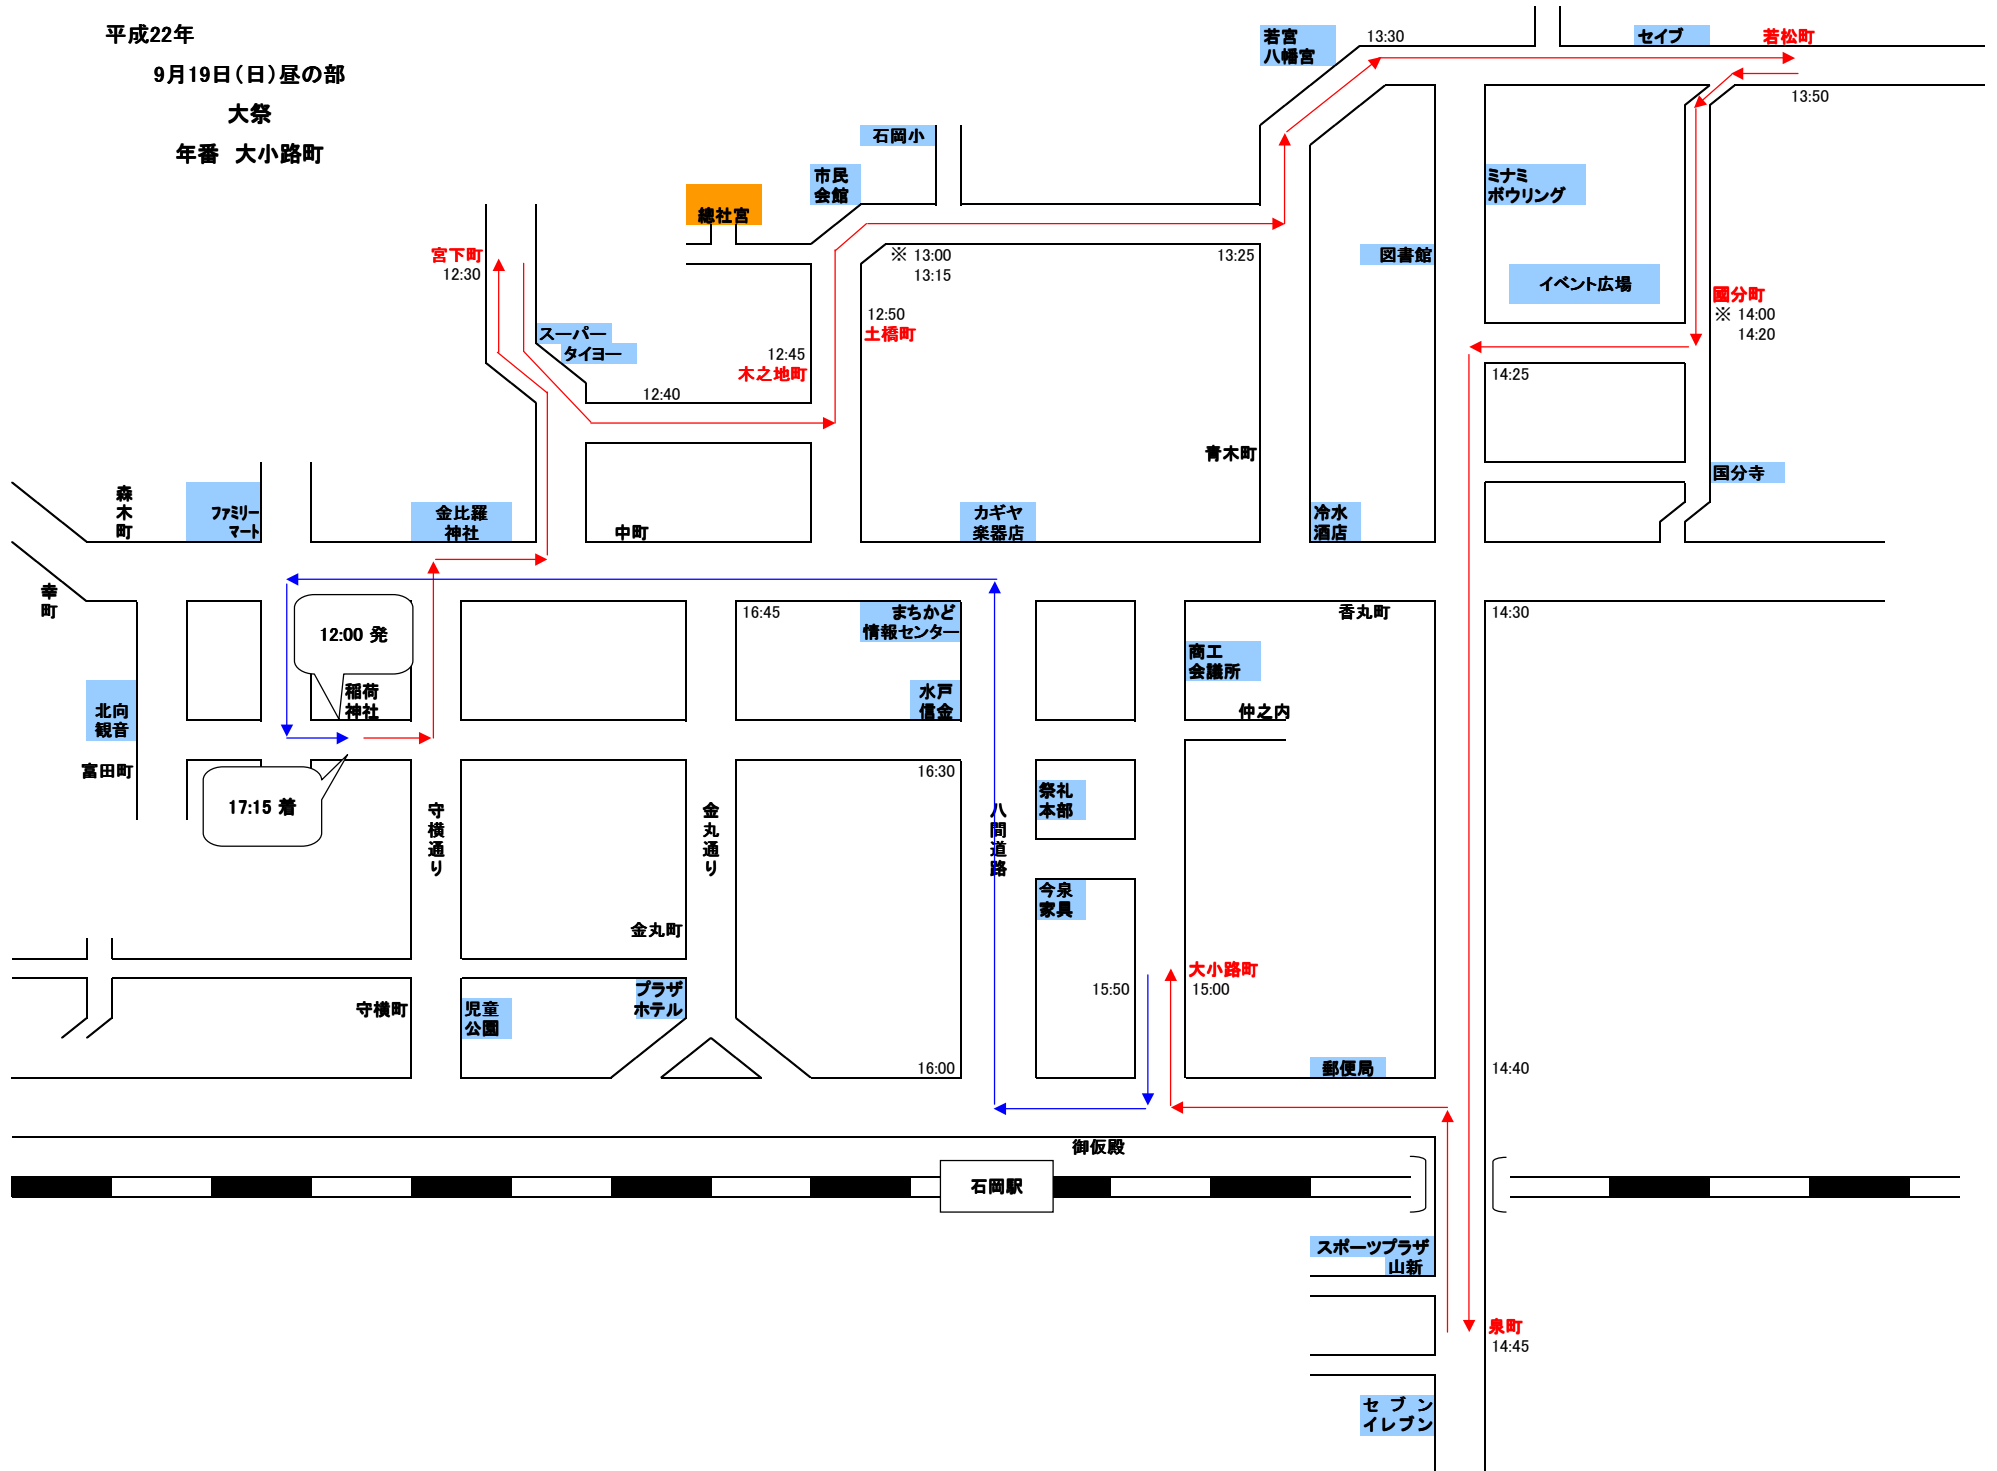 平成22年
9月19日(日)昼の部
大祭
年番 大小路町
若宮
八幡宮
13:30
セイブ
若松町
13:50
石岡小
市民
会館
總社宮
ミナミ
ボウリング
宮下町
12:30
※ 13:00
13:15
13:25
図書館
イベント広場
國分町
※ 14:00
14:20
12:50
土橋町
スーパー
タイヨー
12:45
木之地町
12:40
14:25
青木町
国分寺
森木町
ファミリー
マート
金比羅
神社
中町
カギヤ
楽器店
冷水
酒店
幸町
12:00 発
16:45
まちかど
情報センター
香丸町
14:30
商工
会議所
稲荷
神社
水戸
信金
仲之内
北向
観音
富田町
17:15 着
16:30
祭礼
本部
守横通り
金丸通り
八間道路
今泉
家具
金丸町
大小路町
15:00
15:50
守横町
児童
公園
プラザ
ホテル
16:00
郵便局
14:40
御仮殿
石岡駅
スポーツプラザ
山新
泉町
14:45
セブン
イレブン